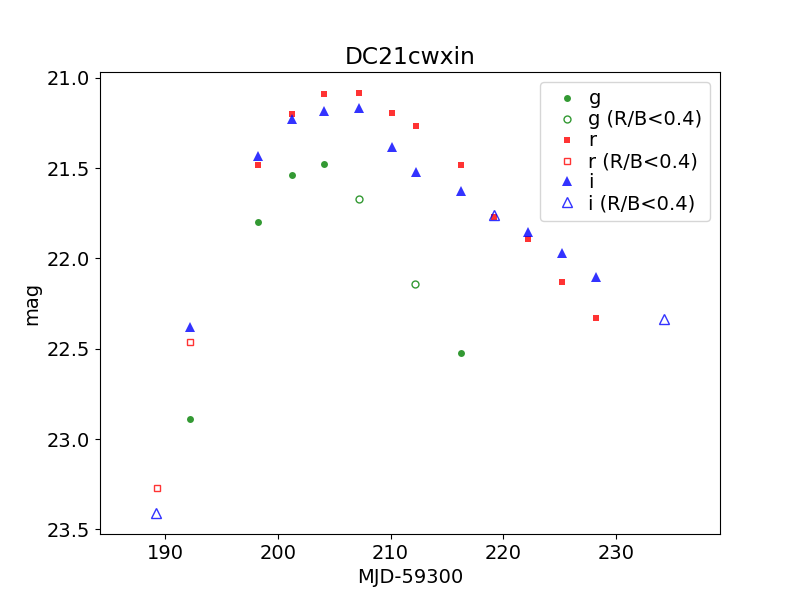 DC21cwxin
21.0
21.5
22.0
22.5
23.0
23.5
mag
g
g (R/B<0.4)
r
r (R/B<0.4)
i
i (R/B<0.4)
190 200 210 220 230
MJD-59300